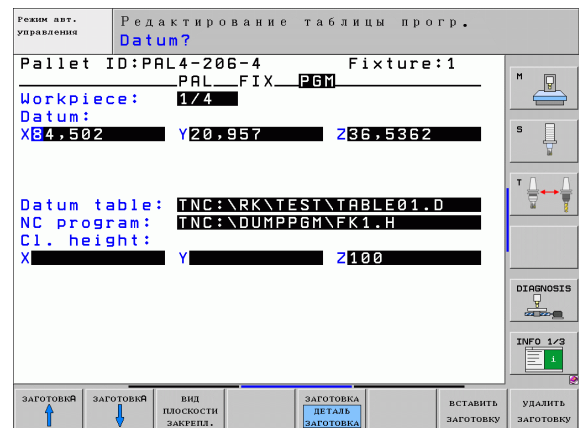 Режим авт.
управления
Редактирование таблицы прогр.
Datum?
Pallet ID:PAL4-206-4 Fixture:1
PAL FIX PGM
Workpiece: 1/4
Datum:
X84,502 Y20,957 Z36,5362
Datum table: TNC:\RK\TEST\TABLE01.D
NC program: TNC:\DUMPPGM\FK1.H
Cl. height:
X Y Z100
M
S
T
DIAGNOSIS
INFO 1/3
i
ЗАГОТОВКА
ЗАГОТОВКА
ВИД
ПЛОСКОСТИ
ЗАКРЕПЛ.
ЗАГОТОВКА
ДЕТАЛЬ
ЗАГОТОВКА
ВСТАВИТЬ
ЗАГОТОВКУ
УДАЛИТЬ
ЗАГОТОВКУ